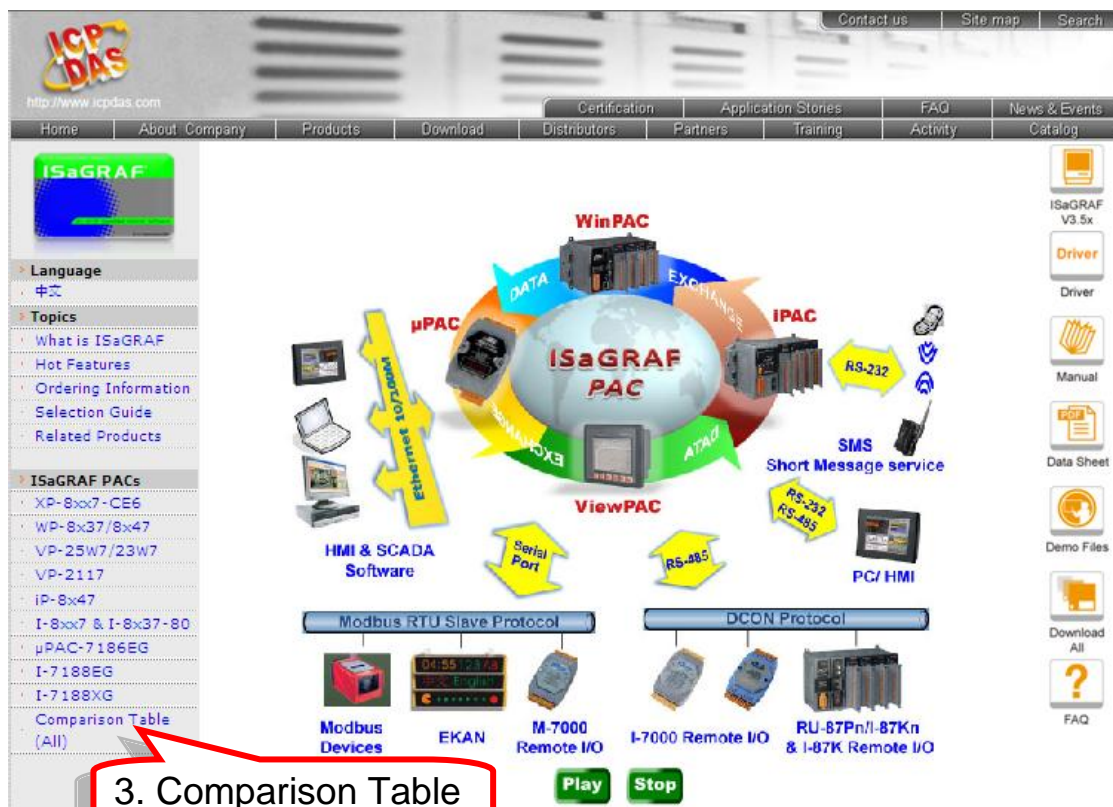 Contact us
Site map
Search
ICP DAS
http://www.icpdas.com
Certification
Application Stories
FAQ
News & Events
Home
About Company
Products
Download
Distributors
Partners
Training
Activity
Catalog
ISaGRAF
Language
中文
Topics
What is ISaGRAF
Hot Features
Ordering Information
Selection Guide
Related Products
ISaGRAF PACs
XP-8xx7-CE6
WP-8x37/8x47
VP-25W7/23W7
VP-2117
iP-8x47
I-8xx7 & I-8x37-80
µPAC-7186EG
I-7188EG
I-7188XG
Comparison Table
(All)
3. Comparison Table
WinPAC
DATA
EXCHANGE
µPAC
iPAC
ISaGRAF
PAC
EXCHANGE
DATA
ViewPAC
Ethernet 10/100M
RS-232
SMS
Short Message service
RS-232
RS-485
HMI & SCADA
Software
Serial
Port
RS-485
PC/ HMI
Modbus RTU Slave Protocol
DCON Protocol
04:55
中文 English
Modbus
Devices
EKAN
M-7000
Remote I/O
I-7000 Remote I/O
RU-87Pn/I-87Kn
& I-87K Remote I/O
Play
Stop
ISaGRAF
V3.5x
Driver
Driver
Manual
PDF
Data Sheet
Demo Files
Download
All
?
FAQ